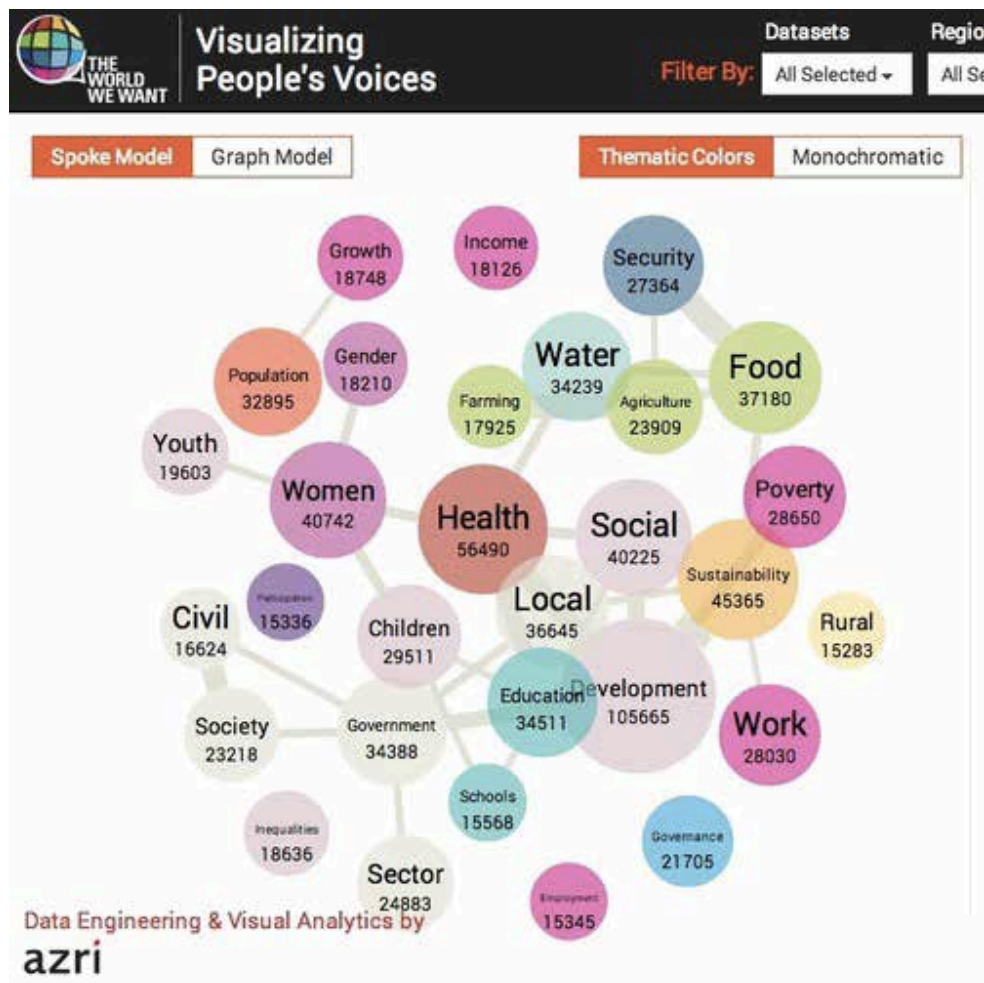 THE
WORLD
WE WANT
Visualizing
People's Voices
Filter By:
Datasets
All Selected
Regio
All Se
Spoke Model
Graph Model
Thematic Colors
Monochromatic
Growth
18748
Income
18126
Security
27364
Gender
18210
Water
34239
Food
37180
Population
32895
Farming
17925
Agriculture
23909
Youth
19603
Women
40742
Health
56490
Social
40225
Poverty
28650
Sustainability
45365
Participation
15336
Civil
16624
Children
29511
Local
36645
Rural
15283
Society
23218
Government
34388
Education
34511
Development
105665
Work
28030
Schools
15568
Inequalities
18636
Governance
21705
Sector
24883
Employment
15345
Data Engineering & Visual Analytics by
azri